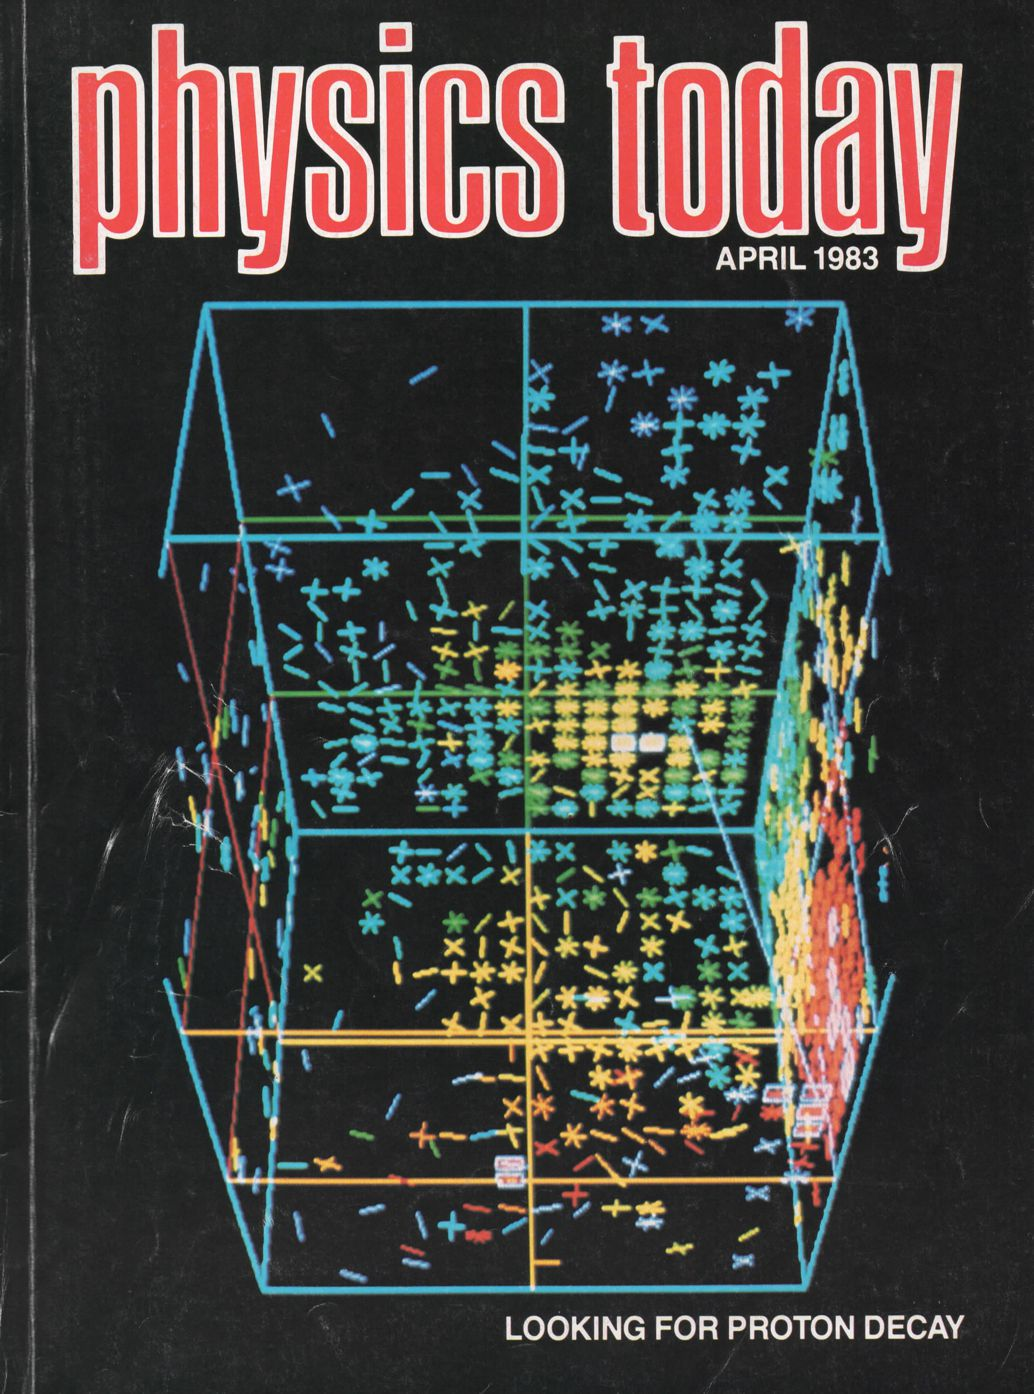 physics today
APRIL 1983
LOOKING FOR PROTON DECAY